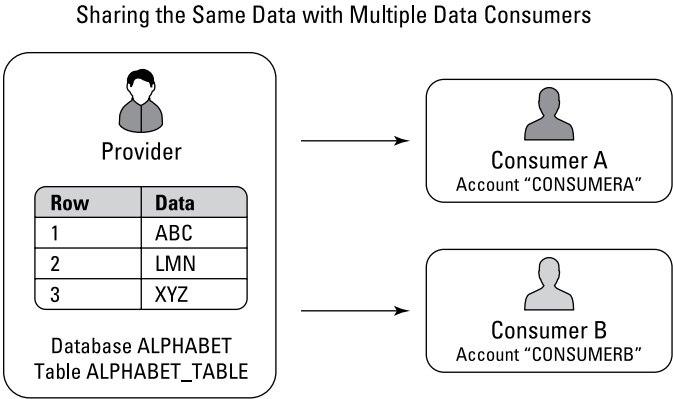 Sharing the Same Data with Multiple Data Consumers
Provider
Row Data
1 ABC
2 LMN
3 XYZ
Database ALPHABET
Table ALPHABET_TABLE
Consumer A
Account “CONSUMERA”
Consumer B
Account “CONSUMERB”